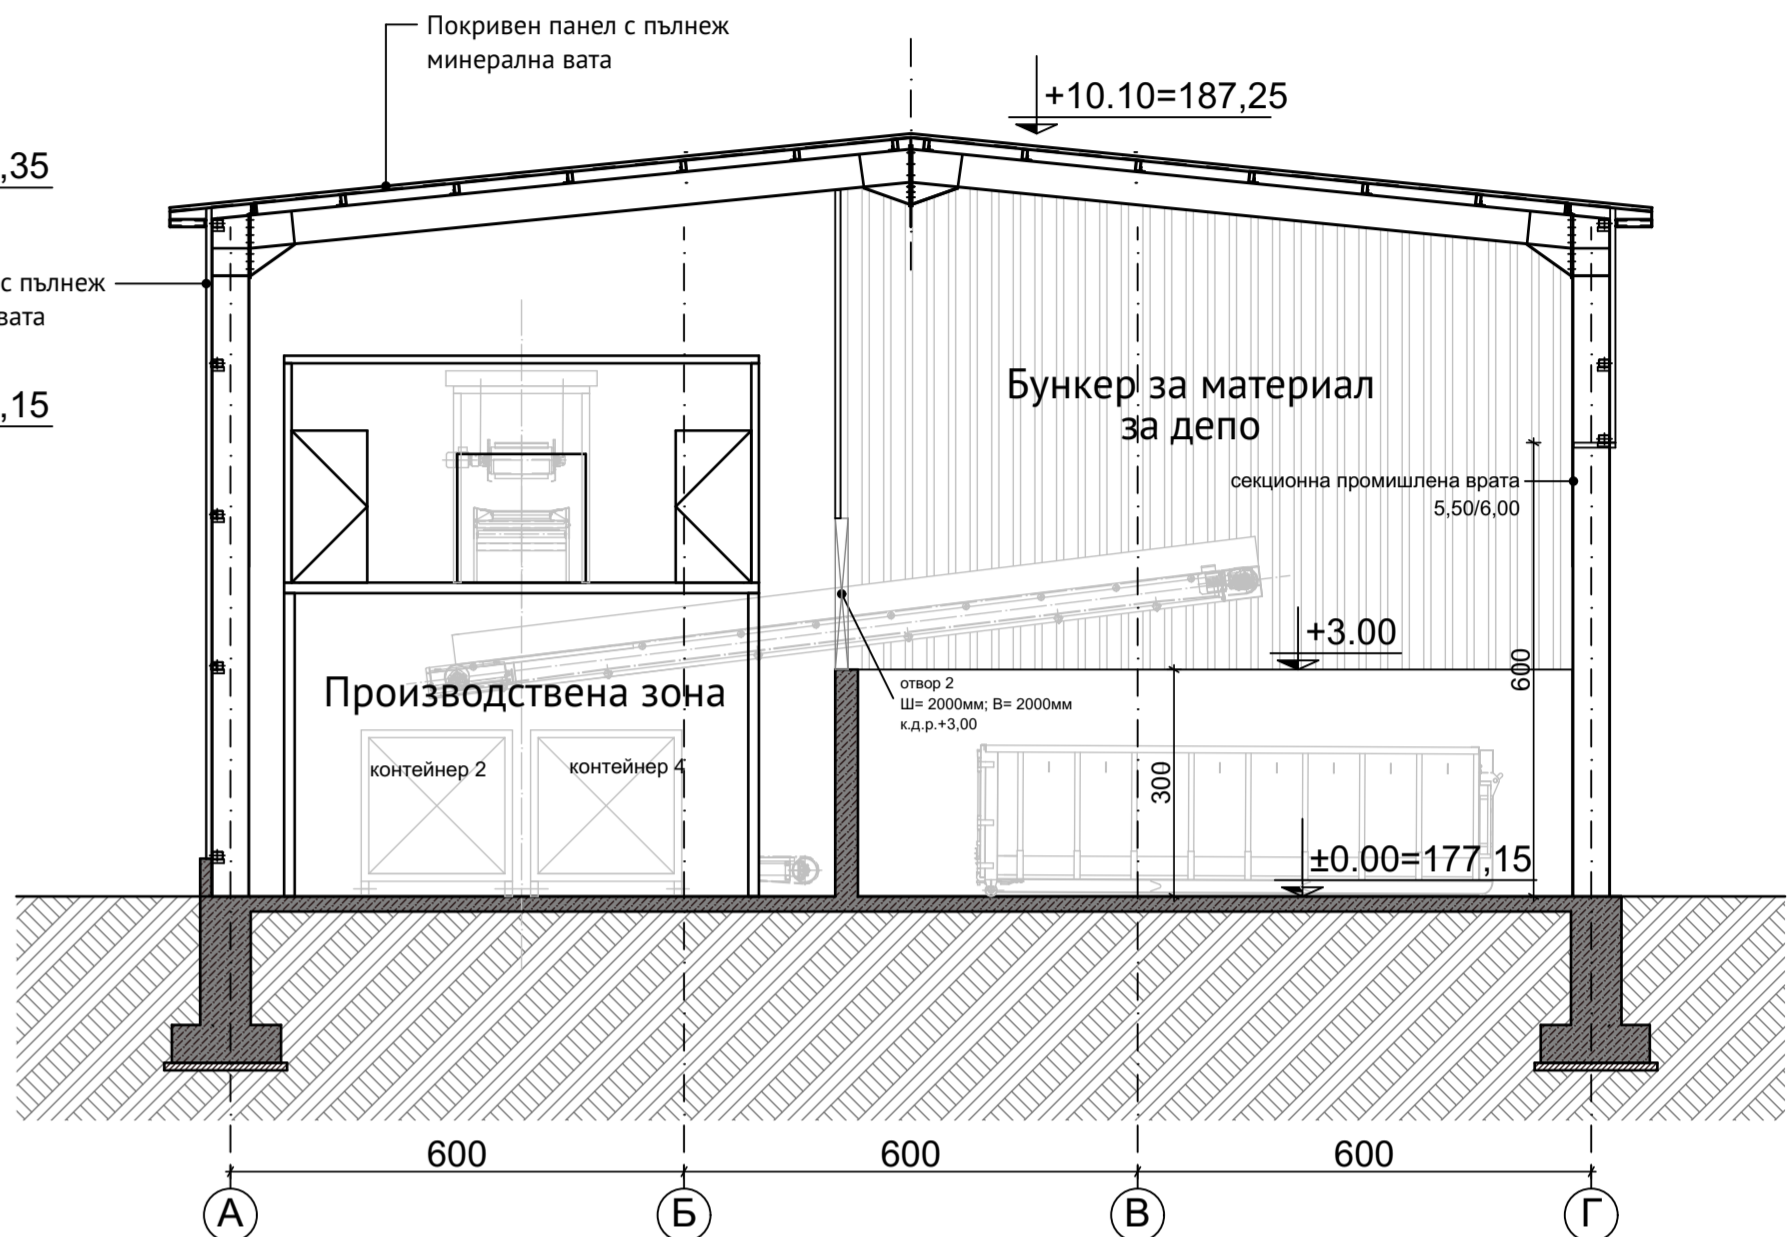 Покривен панел с пълнеж
минерална вата
+10.10=187,25
,35
с пълнеж
вата
,15
Бункер за материал
за депо
секционна промишлена врата
5,50/6,00
+3.00
600
Производствена зона
отвор 2
Ш= 2000мм; В= 2000мм
к.д.р.+3,00
контейнер 2
контейнер 4
300
±0.00=177,15
600
600
600
А
Б
В
Г